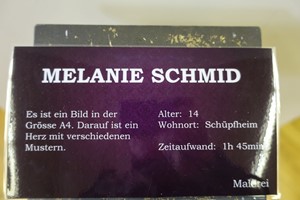 MELANIE SCHMID
Es ist ein Bild in der
Grösse A4. Darauf ist ein
Herz mit verschiedenen
Mustern.
Alter: 14
Wohnort: Schüpfheim
Zeitaufwand: 1h 45min
Malerei